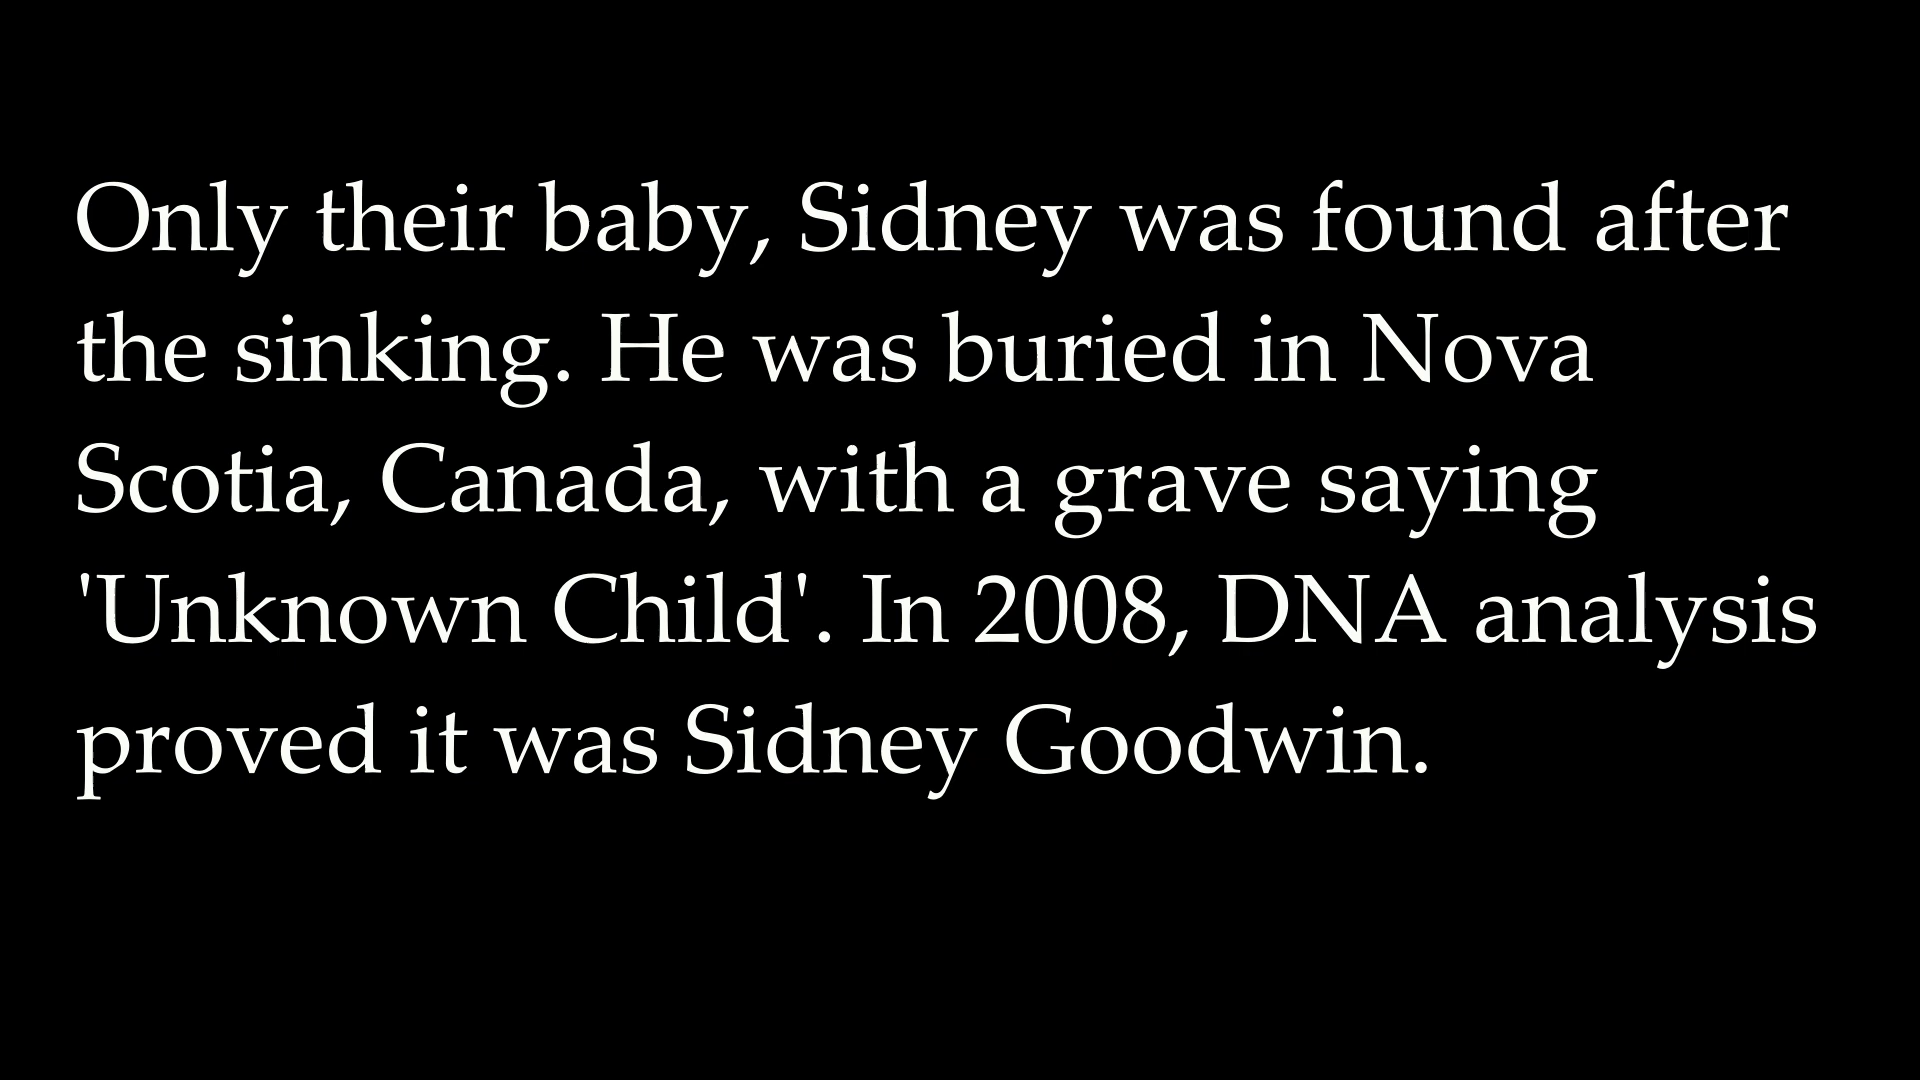 Only their baby, Sidney was found after
the sinking. He was buried in Nova
Scotia, Canada, with a grave saying
'Unknown Child'. In 2008, DNA analysis
proved it was Sidney Goodwin.